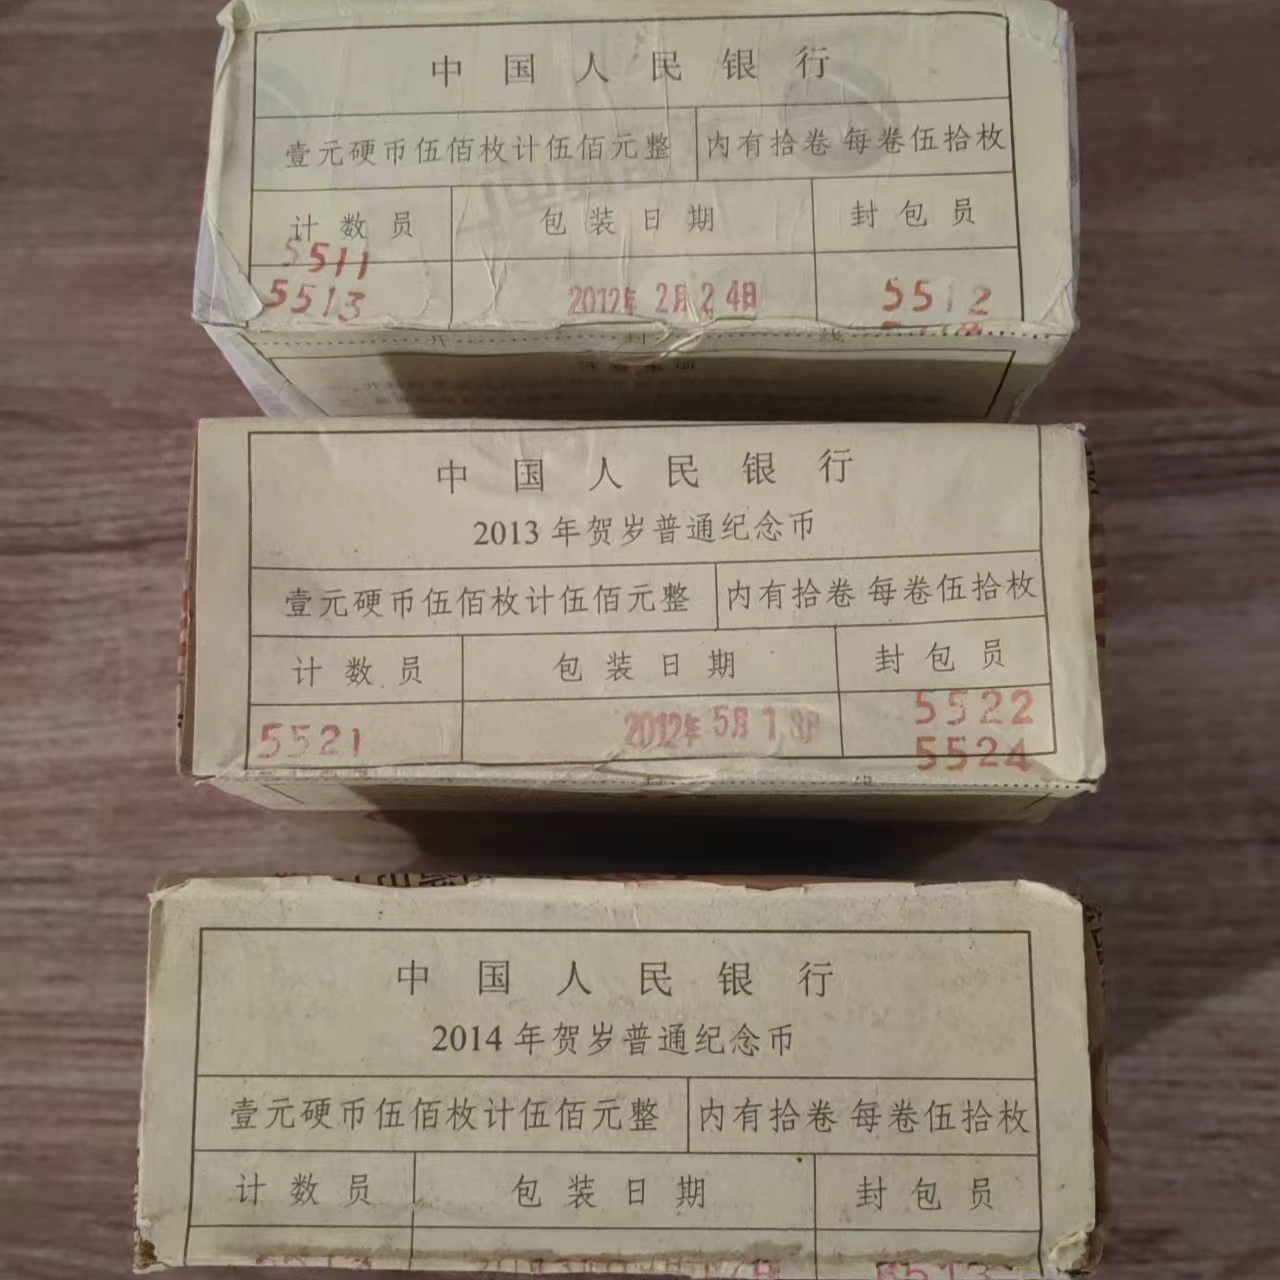 中国人民银行
壹元硬币伍佰枚计伍佰元整 内有拾卷 每卷伍拾枚
计数员 包装日期 封包员
5511
5513 2012年2月24日 5512
开封线
中国人民银行
2013年贺岁普通纪念币
壹元硬币伍佰枚计伍佰元整 内有拾卷 每卷伍拾枚
计数员 包装日期 封包员
5522
5521 2012年5月18日
5524
中国人民银行
2014年贺岁普通纪念币
壹元硬币伍佰枚计伍佰元整 内有拾卷 每卷伍拾枚
计数员 包装日期 封包员